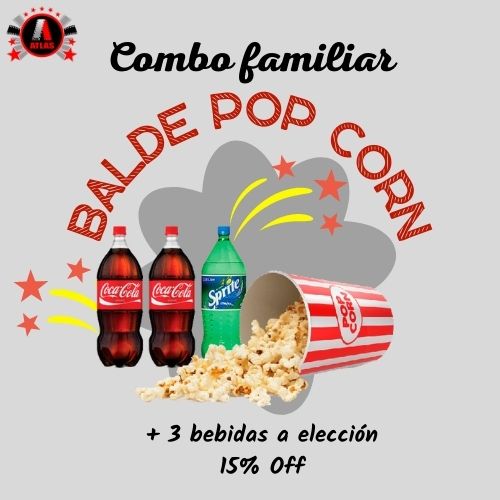 ATLAS
Combo familiar
BALDE POP CORN
Coca-Cola
Coca-Cola
Sprite
POP
CORN
+ 3 bebidas a elección
15% Off